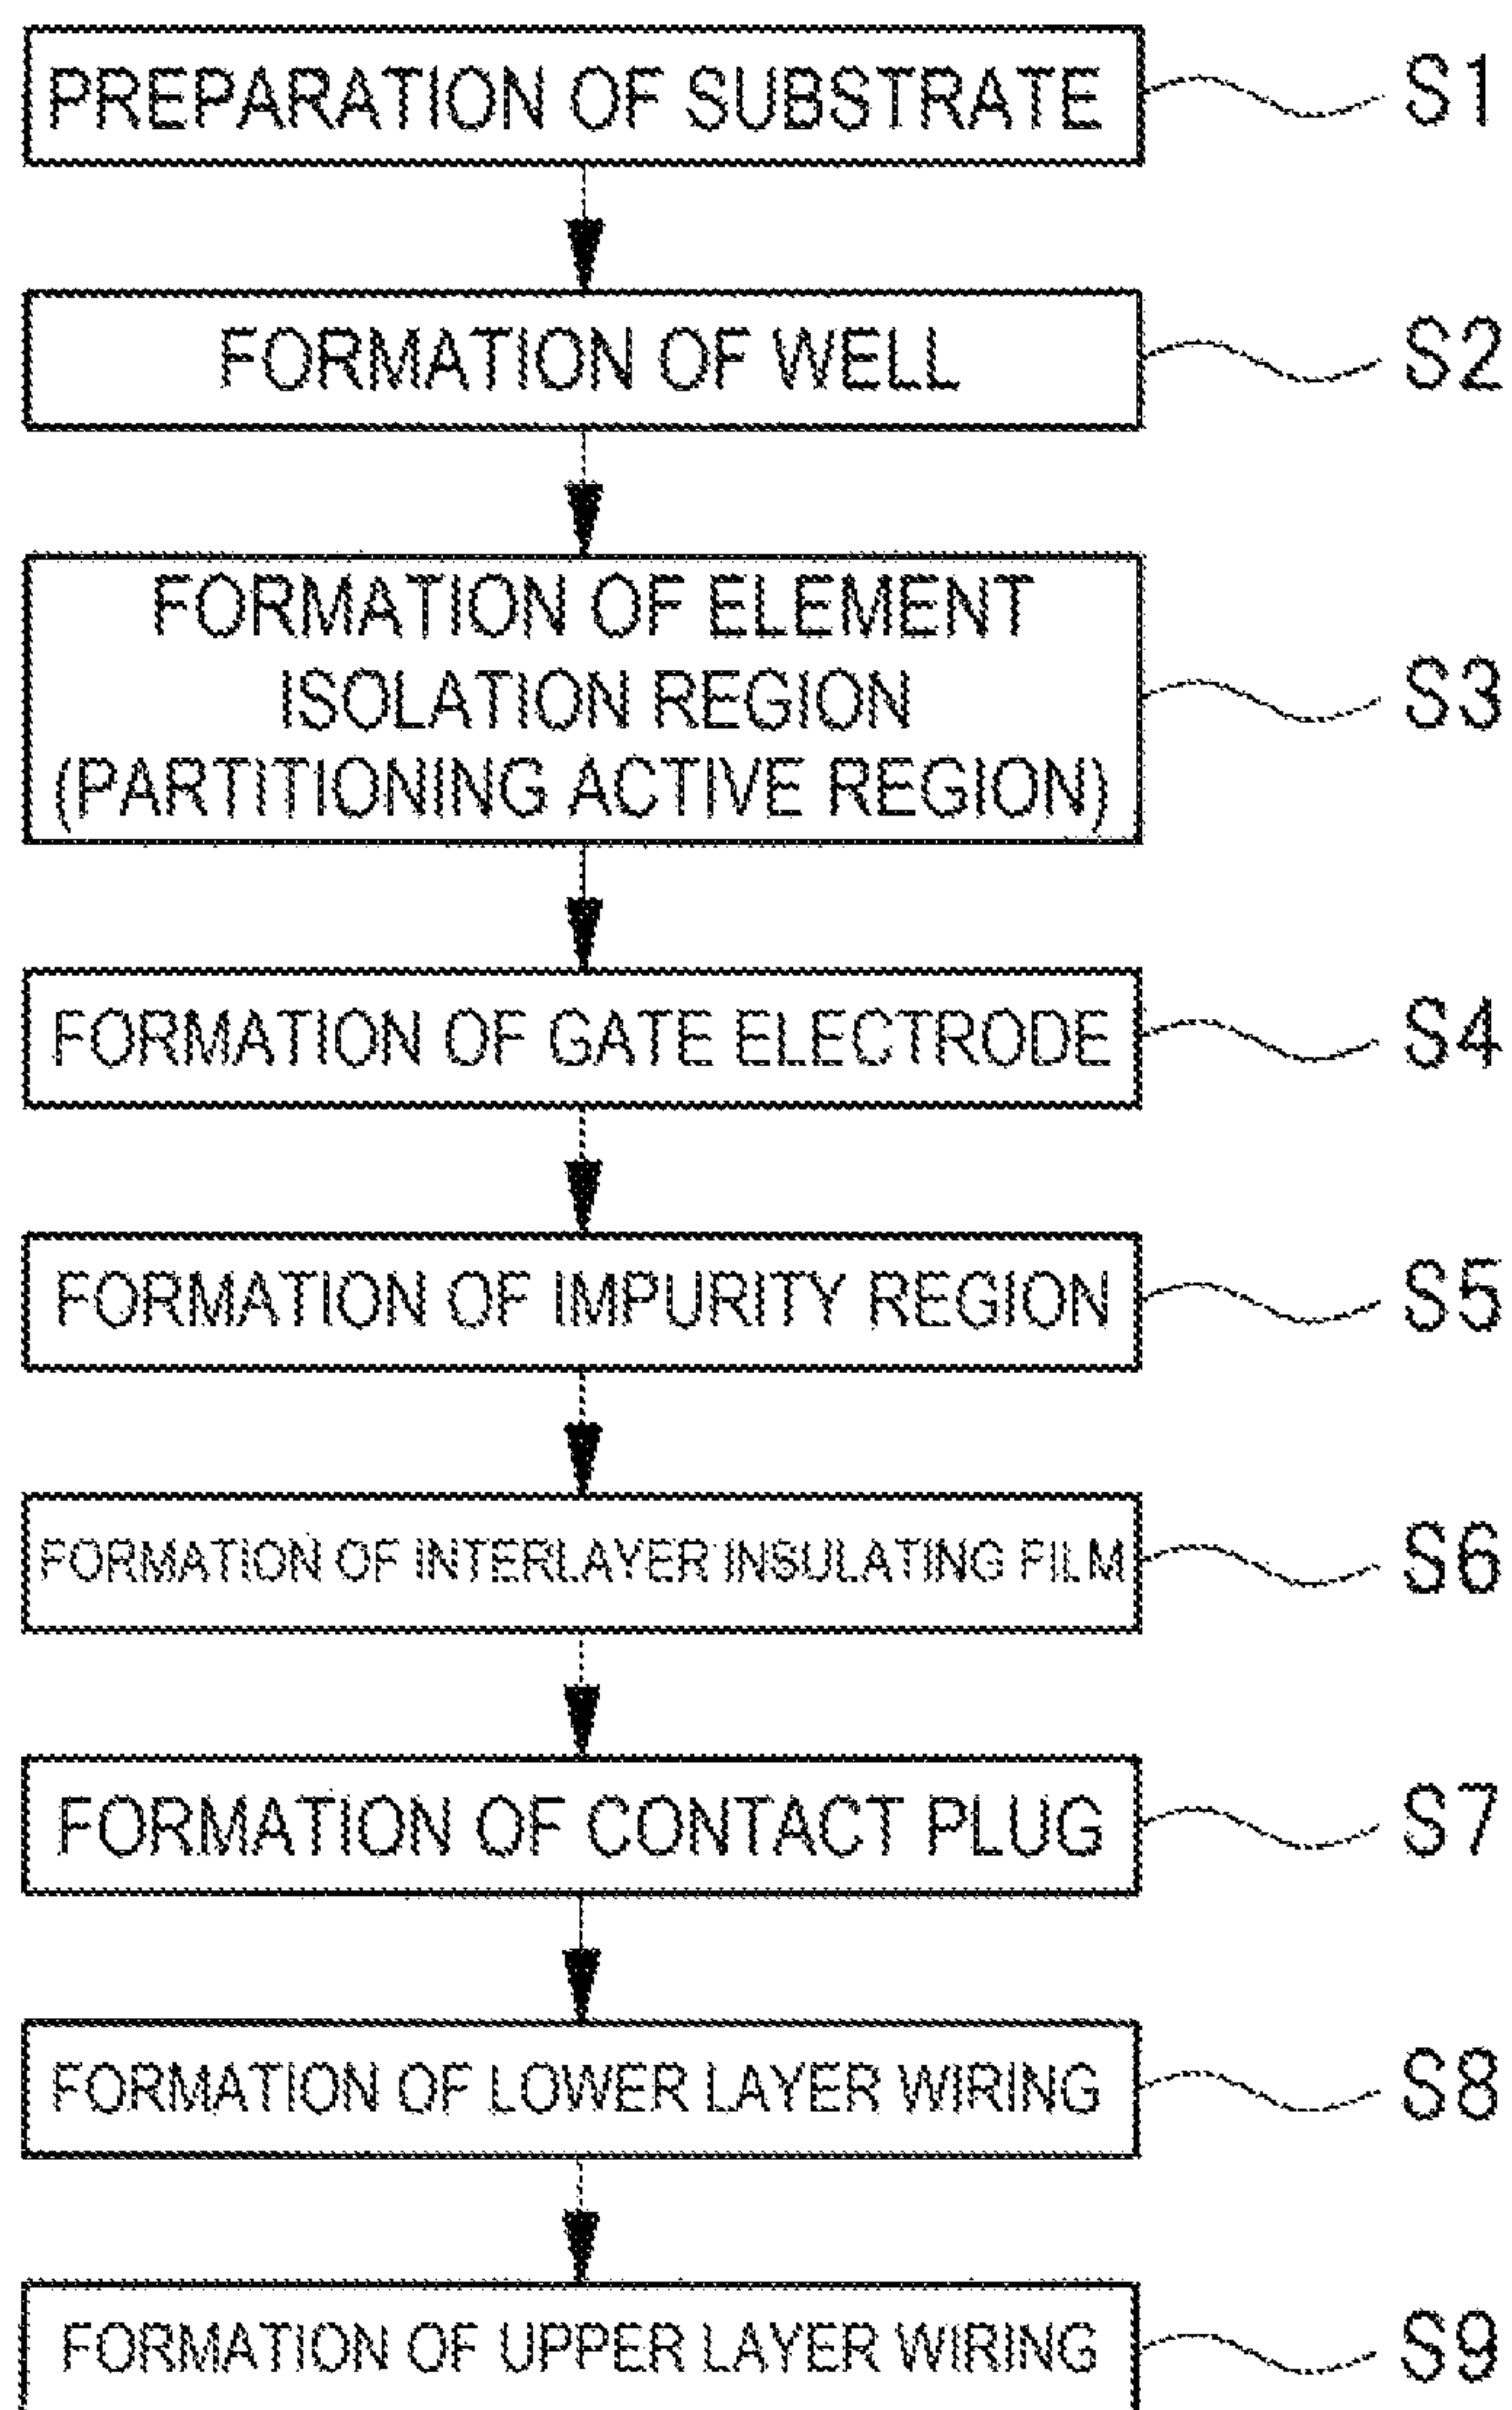 PREPARATION OF SUBSTRATE S1
FORMATION OF WELL S2
FORMATION OF ELEMENT
ISOLATION REGION S3
(PARTITIONING ACTIVE REGION)
FORMATION OF GATE ELECTRODE S4
FORMATION OF IMPURITY REGION S5
FORMATION OF INTERLAYER INSULATING FILM S6
FORMATION OF CONTACT PLUG S7
FORMATION OF LOWER LAYER WIRING S8
FORMATION OF UPPER LAYER WIRING S9